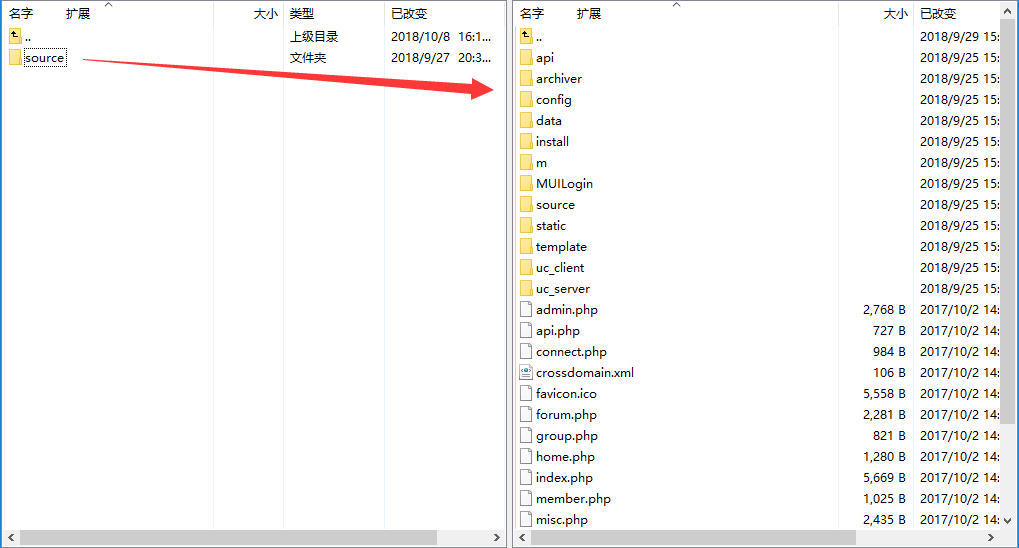 名字 扩展 大小 类型 已改变
.. 上级目录 2018/10/8 16:1...
source 文件夹 2018/9/27 20:3...
名字 扩展 大小 已改变
.. 2018/9/29 15:
api 2018/9/25 15:
archiver 2018/9/25 15:
config 2018/9/25 15:
data 2018/9/25 15:
install 2018/9/25 15:
m 2018/9/25 15:
MUILogin 2018/9/25 15:
source 2018/9/25 15:
static 2018/9/25 15:
template 2018/9/25 15:
uc_client 2018/9/25 15:
uc_server 2018/9/25 15:
admin.php 2,768 B 2017/10/2 14:
api.php 727 B 2017/10/2 14:
connect.php 984 B 2017/10/2 14:
crossdomain.xml 106 B 2017/10/2 14:
favicon.ico 5,558 B 2017/10/2 14:
forum.php 2,281 B 2017/10/2 14:
group.php 821 B 2017/10/2 14:
home.php 1,280 B 2017/10/2 14:
index.php 5,669 B 2017/10/2 14:
member.php 1,025 B 2017/10/2 14:
misc.php 2,435 B 2017/10/2 14: